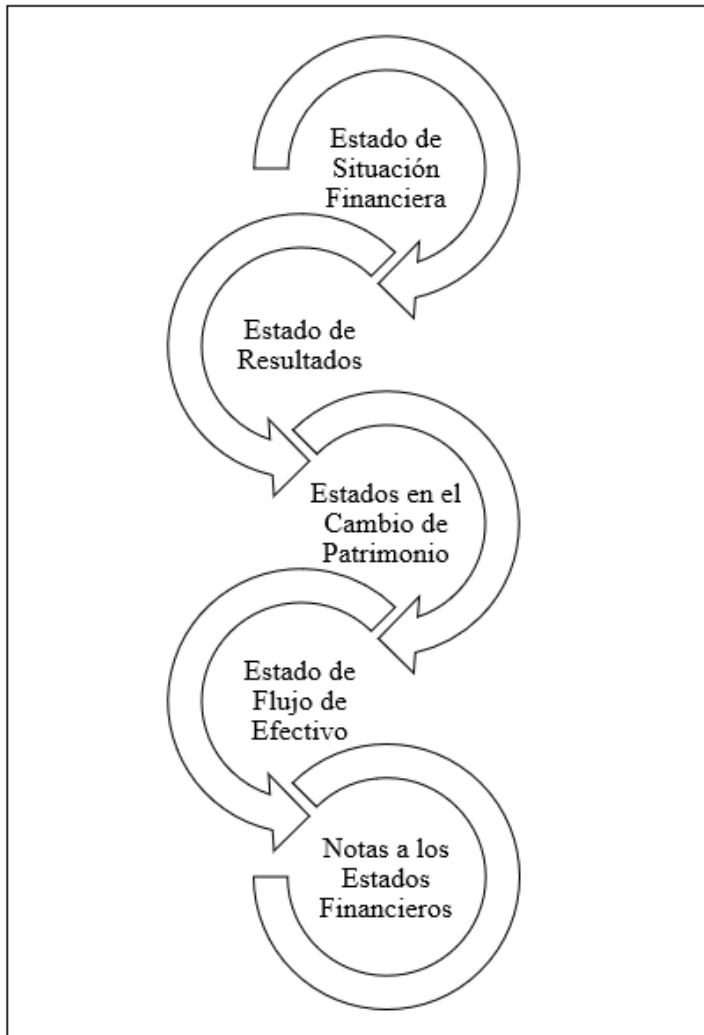 Estado de
Situación
Financiera
Estado de
Resultados
Estados en el
Cambio de
Patrimonio
Estado de
Flujo de
Efectivo
Notas a los
Estados
Financieros